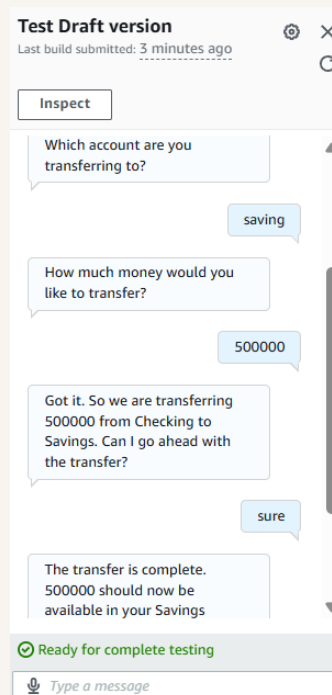 Test Draft version
Last build submitted: 3 minutes ago
Inspect
Which account are you
transferring to?
saving
How much money would you
like to transfer?
500000
Got it. So we are transferring
500000 from Checking to
Savings. Can I go ahead with
the transfer?
sure
The transfer is complete.
500000 should now be
available in your Savings
Ready for complete testing
Type a message